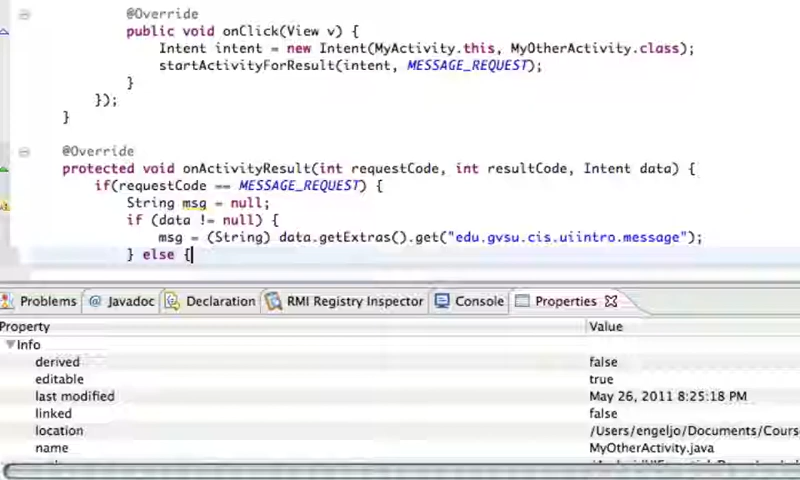 @Override
public void onClick(View v) {
Intent intent = new Intent(MyActivity.this, MyOtherActivity.class);
startActivityForResult(intent, MESSAGE_REQUEST);
}
});
}
@Override
protected void onActivityResult(int requestCode, int resultCode, Intent data) {
if(requestCode == MESSAGE_REQUEST) {
String msg = null;
if (data != null) {
msg = (String) data.getExtras().get("edu.gvsu.cis.uiintro.message");
} else {
Problems @ Javadoc Declaration RMI Registry Inspector Console Properties
Property Value
Info
derived false
editable true
last modified May 26, 2011 8:25:18 PM
linked false
location /Users/engeljo/Documents/Cours
name MyOtherActivity.java